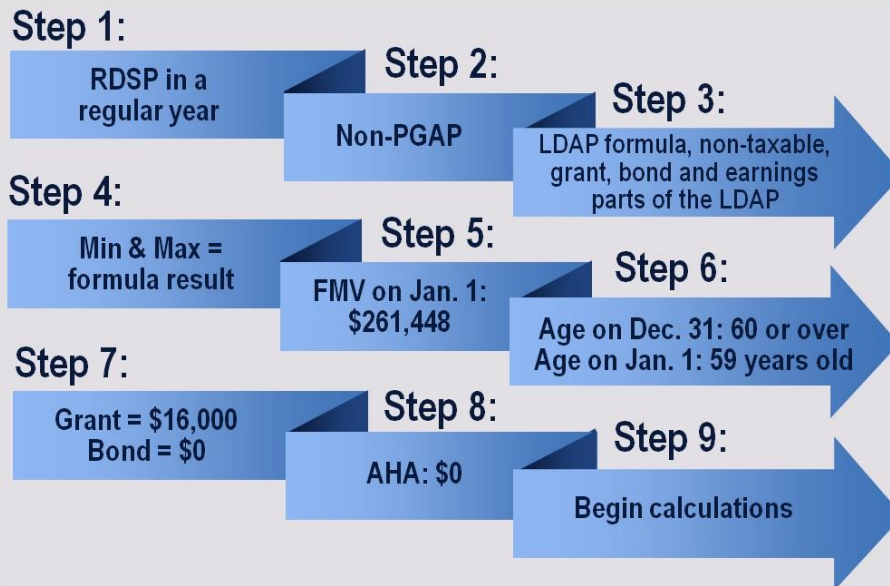 Step 1:
RDSP in a
regular year
Step 2:
Non-PGAP
Step 3:
LDAP formula, non-taxable,
grant, bond and earnings
parts of the LDAP
Step 4:
Min & Max =
formula result
Step 5:
FMV on Jan. 1:
$261,448
Step 6:
Age on Dec. 31: 60 or over
Age on Jan. 1: 59 years old
Step 7:
Grant = $16,000
Bond = $0
Step 8:
AHA: $0
Step 9:
Begin calculations